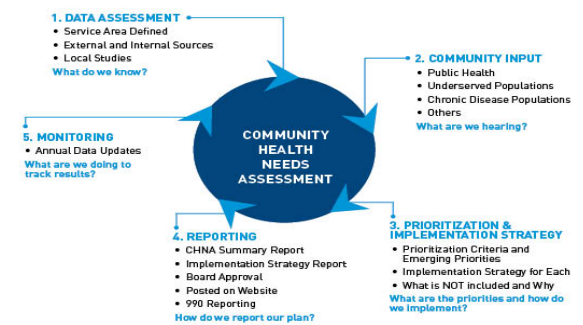 1. DATA ASSESSMENT
• Service Area Defined
• External and Internal Sources
• Local Studies
What do we know?
2. COMMUNITY INPUT
• Public Health
• Underserved Populations
• Chronic Disease Populations
• Others
What are we hearing?
COMMUNITY
HEALTH
NEEDS
ASSESSMENT
3. PRIORITIZATION &
IMPLEMENTATION STRATEGY
• Prioritization Criteria and
Emerging Priorities
• Implementation Strategy for Each
• What is NOT included and Why
What are the priorities and how do
we implement?
4. REPORTING
• CHNA Summary Report
• Implementation Strategy Report
• Board Approval
• Posted on Website
• 990 Reporting
How do we report our plan?
5. MONITORING
• Annual Data Updates
What are we doing to
track results?